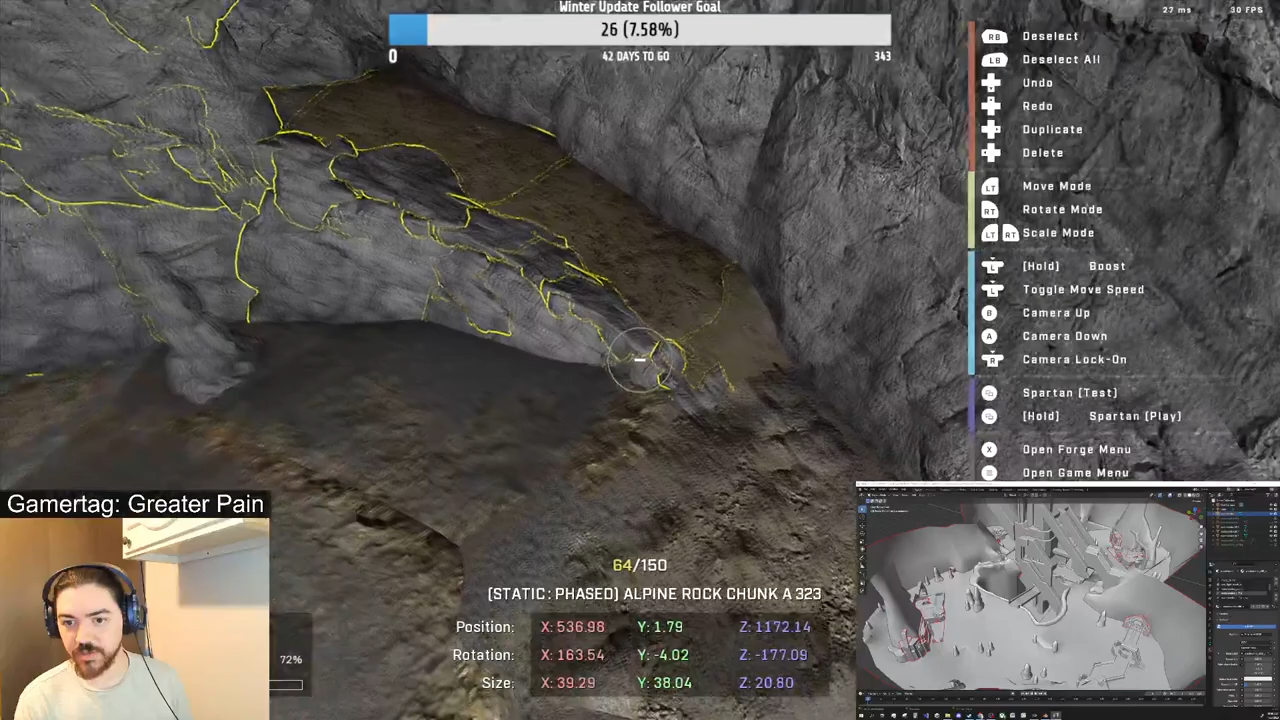 Winter Update Follower Goal
26 (7.58%)
0
42 DAYS TO GO
343
27 ms
30 FPS
RB Deselect
LB Deselect All
Undo
Redo
Duplicate
Delete
LT Move Mode
RT Rotate Mode
LT RT Scale Mode
L [Hold] Boost
L Toggle Move Speed
B Camera Up
A Camera Down
R Camera Lock-On
Spartan (Test)
[Hold] Spartan (Play)
X Open Forge Menu
Open Game Menu
Gamertag: Greater Pain
72%
64/150
[STATIC : PHASED] ALPINE ROCK CHUNK A 323
Position: X: 536.98 Y: 1.79 Z: 1172.14
Rotation: X: 163.54 Y: -4.02 Z: -177.09
Size: X: 39.29 Y: 38.04 Z: 20.80